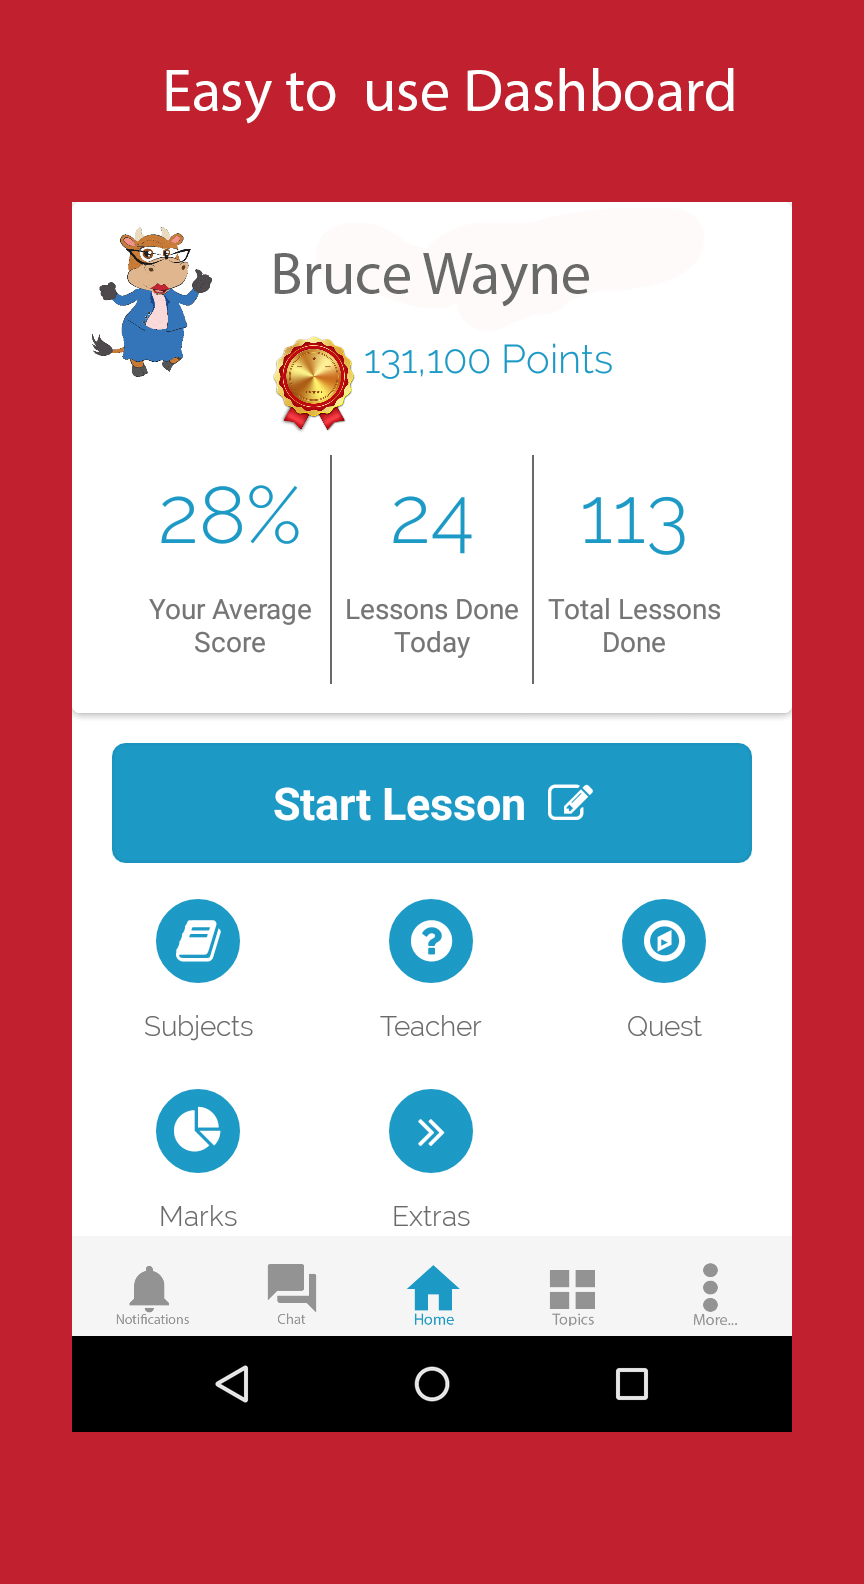 Easy to use Dashboard
Bruce Wayne
131,100 Points
28%
Your Average
Score
24
Lessons Done
Today
113
Total Lessons
Done
Start Lesson
Subjects
Teacher
Quest
Marks
Extras
Notifications
Chat
Home
Topics
More...